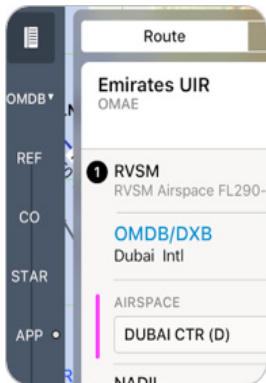 Route
OMDB
REF
CO
STAR
APP
Emirates UIR
OMAE
1 RVSM
RVSM Airspace FL290-
OMDB/DXB
Dubai Intl
AIRSPACE
DUBAI CTR (D)